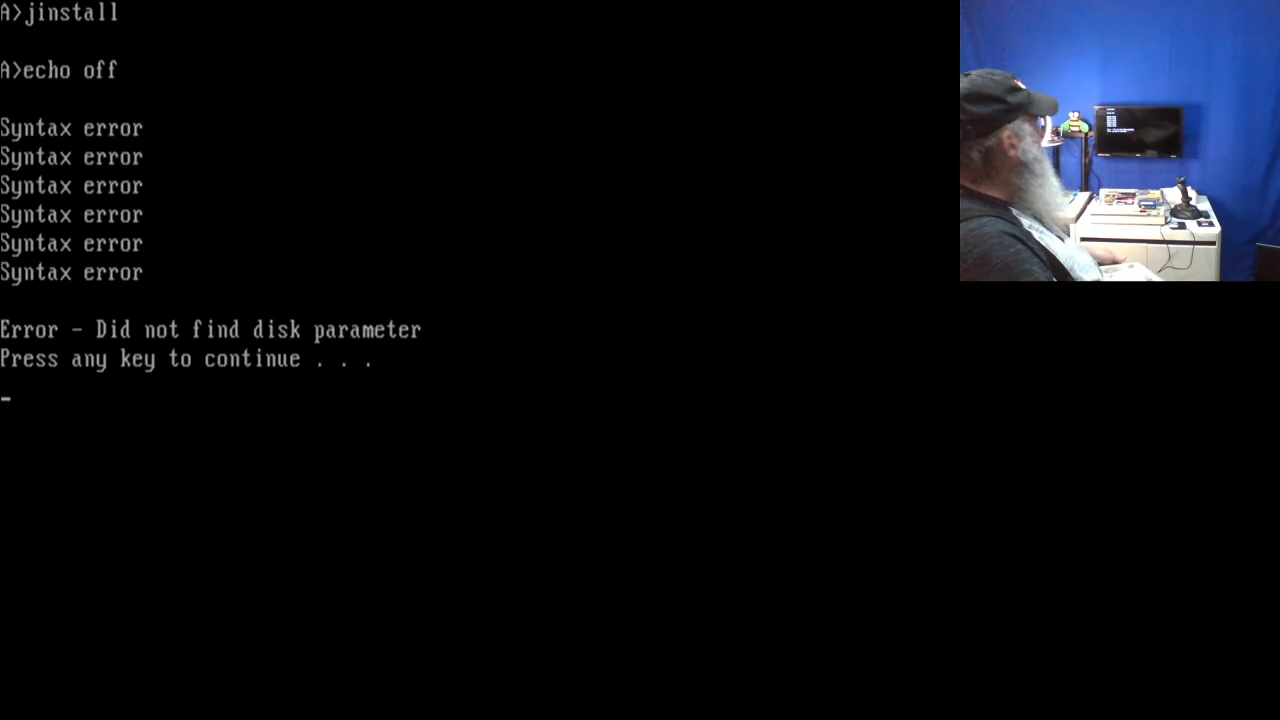 A>jinstall
A>echo off
Syntax error
Syntax error
Syntax error
Syntax error
Syntax error
Syntax error
Error - Did not find disk parameter
Press any key to continue . . .